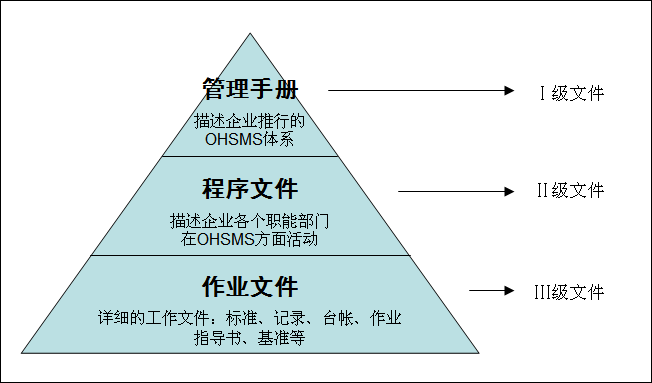 管理手册
Ⅰ级文件
描述企业推行的
OHSMS体系
程序文件
II级文件
描述企业各个职能部门
在OHSMS方面活动
作业文件
III级文件
详细的工作文件：标准、记录、台帐、作业
指导书、基准等